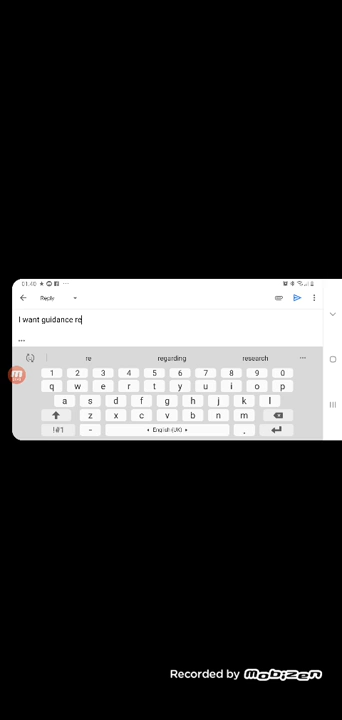 01:40
Reply
I want guidance re
re regarding research
1 2 3 4 5 6 7 8 9 0
q w e r t y u i o p
a s d f g h j k l
z x c v b n m
!#1 - English (UK) .
Recorded by mobizen